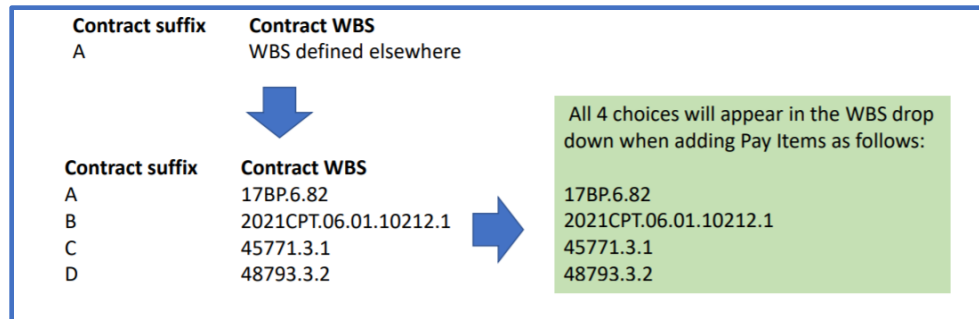 Contract suffix Contract WBS
A WBS defined elsewhere
Contract suffix Contract WBS
A 17BP.6.82
B 2021CPT.06.01.10212.1
C 45771.3.1
D 48793.3.2
All 4 choices will appear in the WBS drop
down when adding Pay Items as follows:
17BP.6.82
2021CPT.06.01.10212.1
45771.3.1
48793.3.2